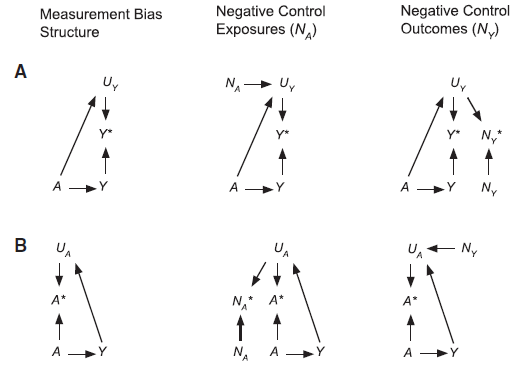 Measurement Bias
Structure
Negative Control
Exposures (N_A)
Negative Control
Outcomes (N_Y)
A
U_Y
Y*
A Y
N_A U_Y
Y*
A Y
U_Y
Y* N_Y*
A Y N_Y
B
U_A
A*
A Y
U_A
N_A* A*
N_A A Y
U_A N_Y
A*
A Y